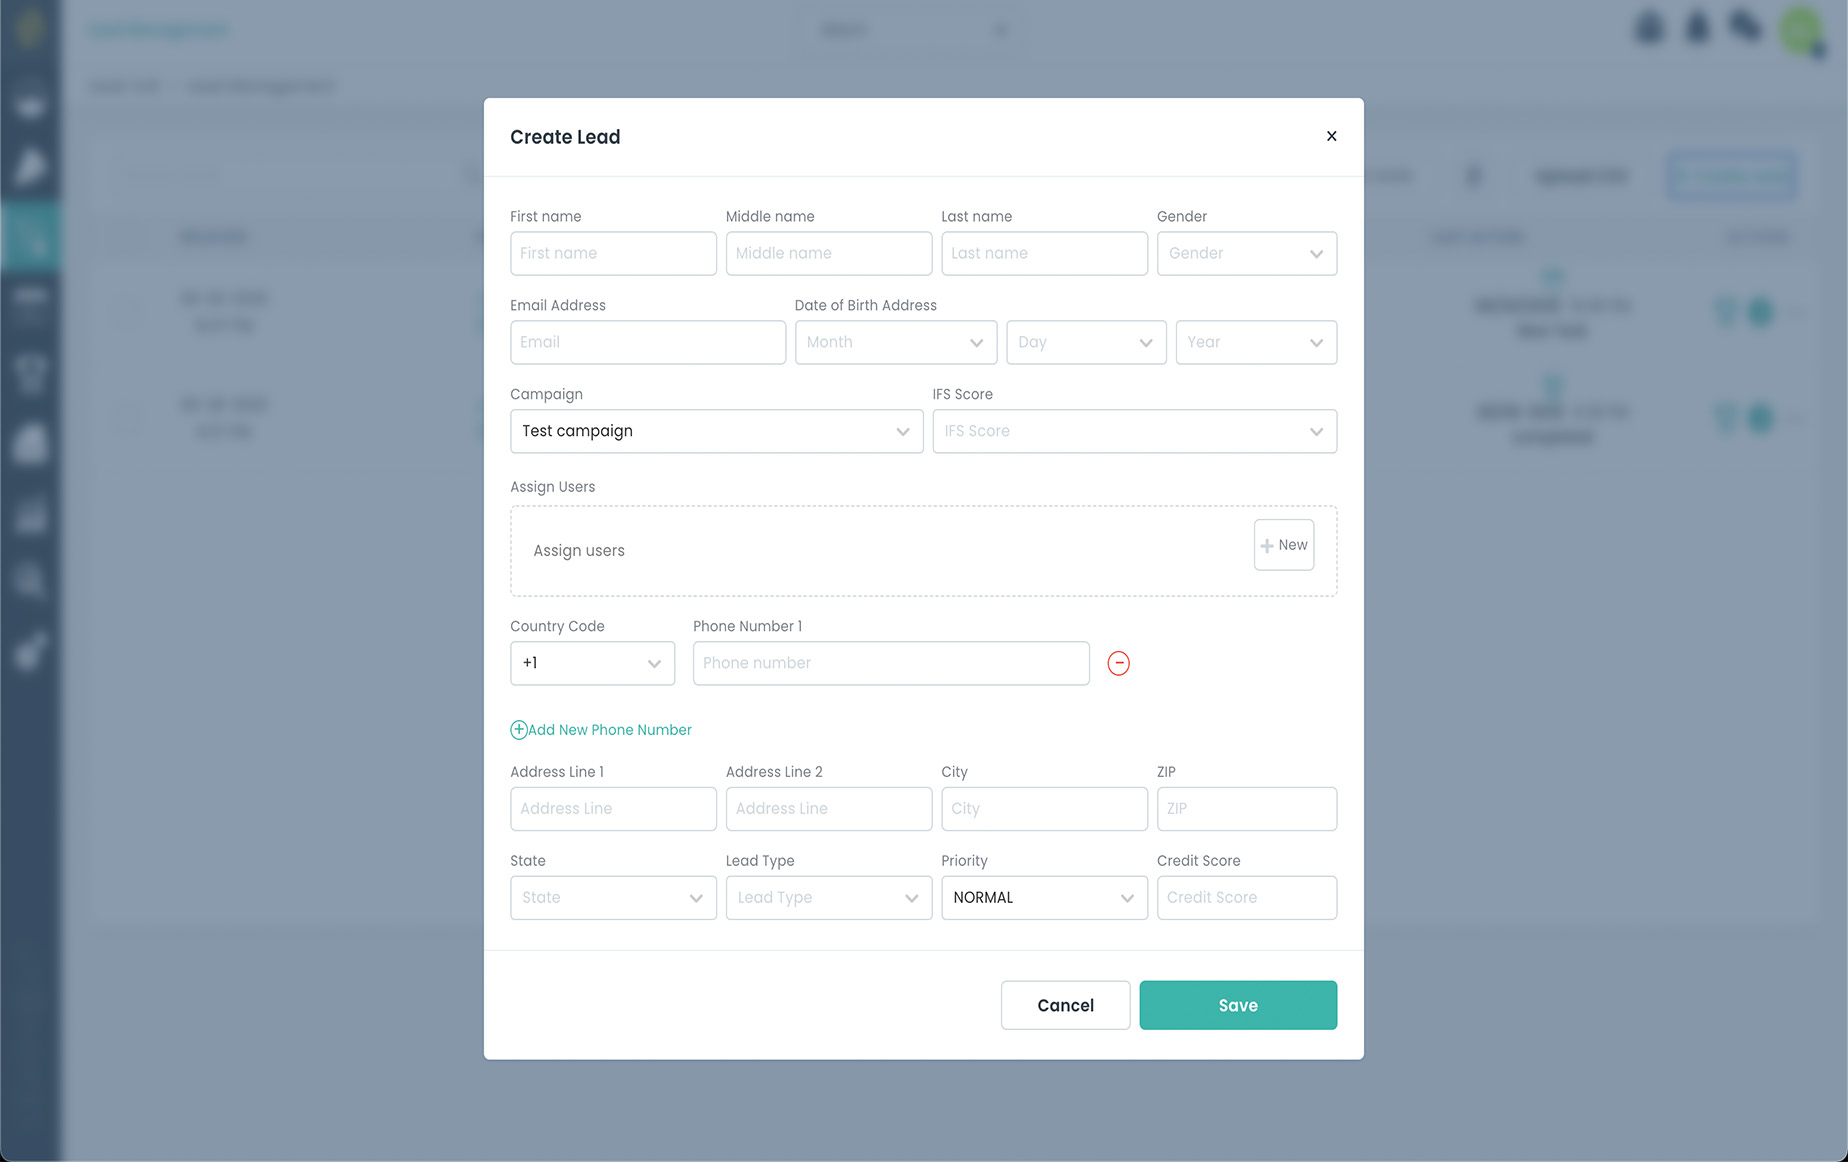 Create Lead
First name Middle name Last name Gender
First name Middle name Last name Gender
Email Address Date of Birth Address
Email Month Day Year
Campaign IFS Score
Test campaign IFS Score
Assign Users
Assign users + New
Country Code Phone Number 1
+1 Phone number
Add New Phone Number
Address Line 1 Address Line 2 City ZIP
Address Line Address Line City ZIP
State Lead Type Priority Credit Score
State Lead Type NORMAL Credit Score
Cancel Save